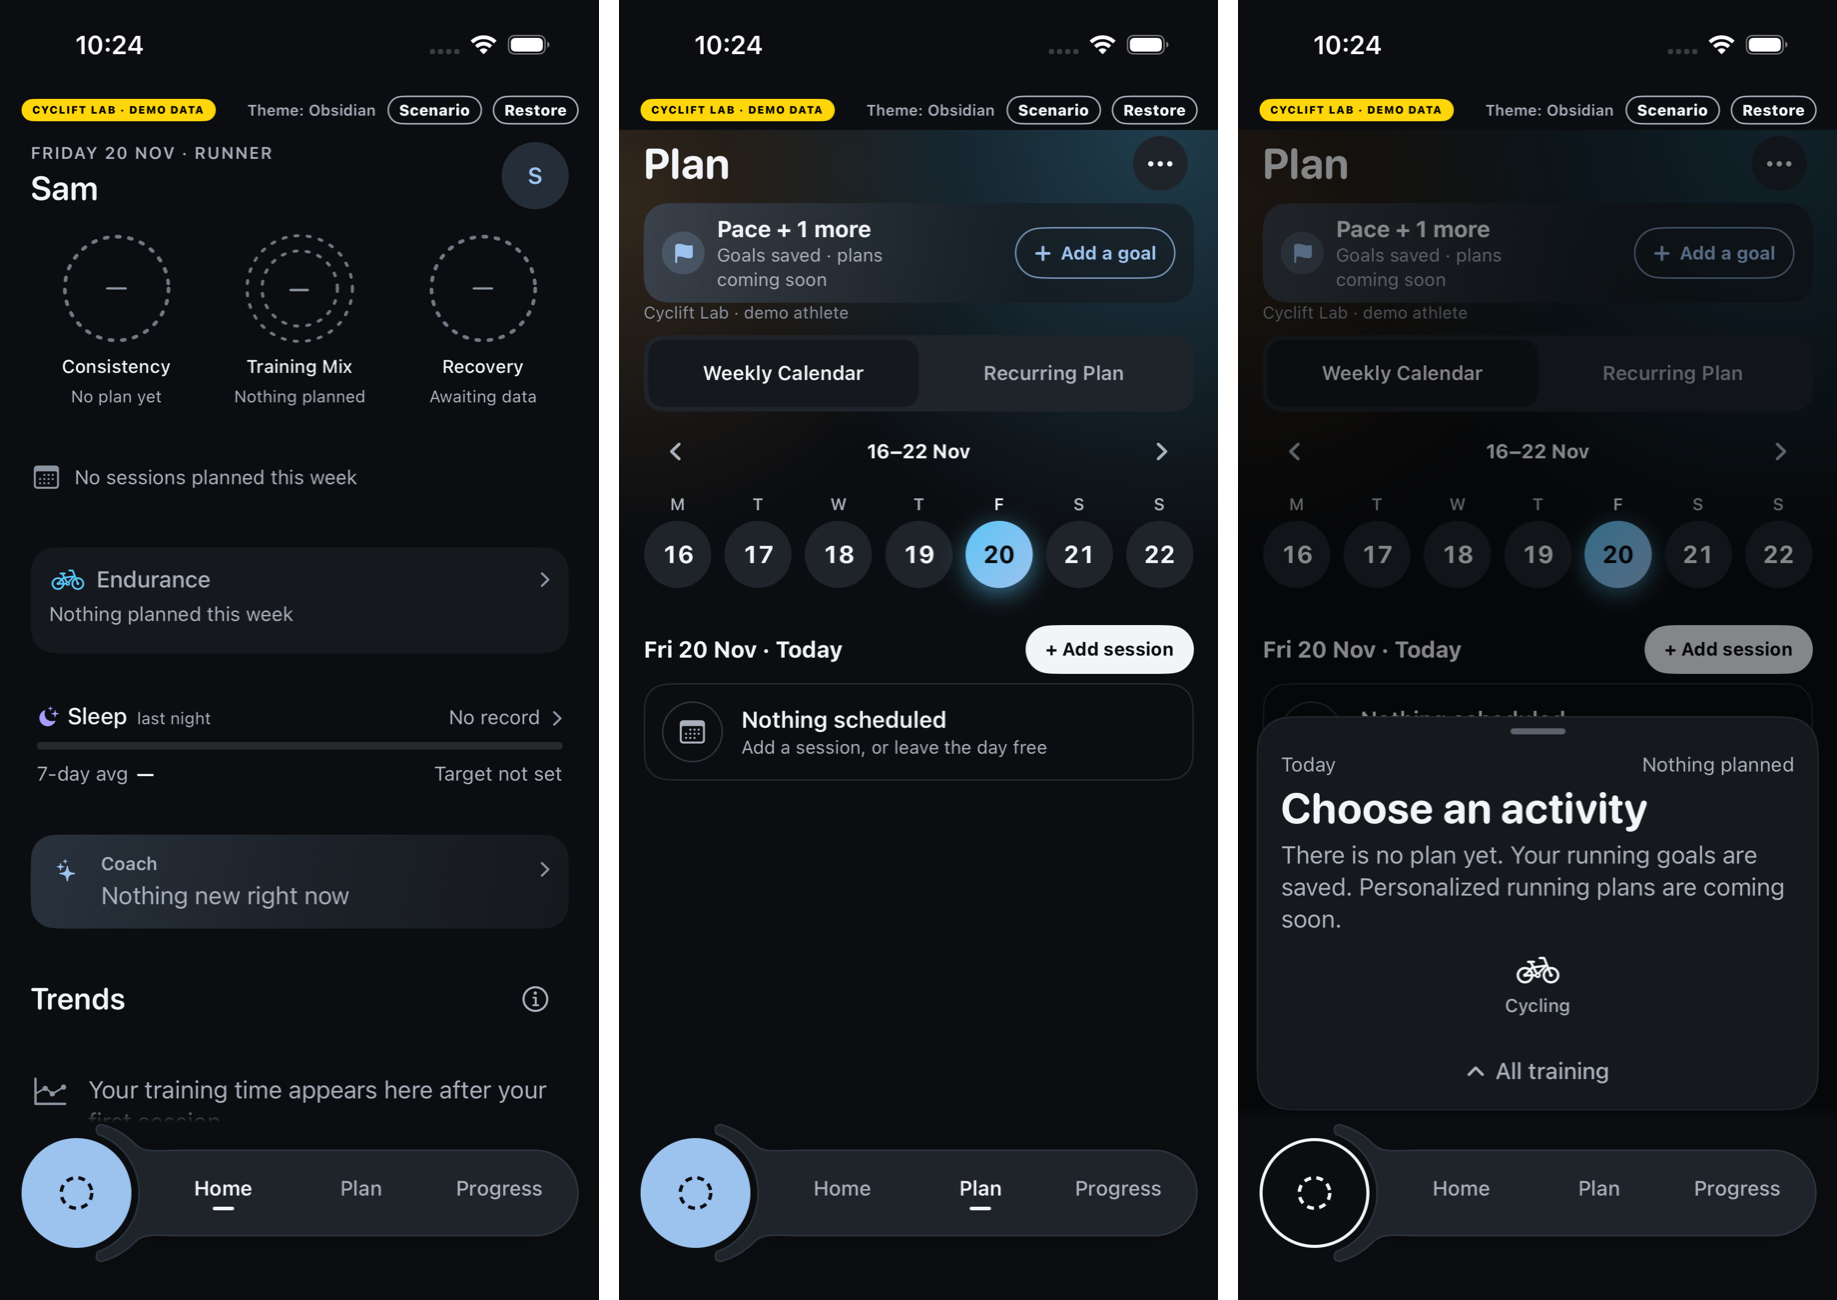 10:24
CYCLIFT LAB · DEMO DATA
Theme: Obsidian
Scenario
Restore
FRIDAY 20 NOV · RUNNER
Sam
S
Consistency
No plan yet
Training Mix
Nothing planned
Recovery
Awaiting data
No sessions planned this week
Endurance
Nothing planned this week
Sleep last night
No record
7-day avg —
Target not set
Coach
Nothing new right now
Trends
Your training time appears here after your
first session
Home
Plan
Progress
10:24
CYCLIFT LAB · DEMO DATA
Theme: Obsidian
Scenario
Restore
Plan
Pace + 1 more
Goals saved · plans
coming soon
+ Add a goal
Cyclift Lab · demo athlete
Weekly Calendar
Recurring Plan
16–22 Nov
M T W T F S S
16 17 18 19 20 21 22
Fri 20 Nov · Today
+ Add session
Nothing scheduled
Add a session, or leave the day free
Home
Plan
Progress
10:24
CYCLIFT LAB · DEMO DATA
Theme: Obsidian
Scenario
Restore
Plan
Pace + 1 more
Goals saved · plans
coming soon
+ Add a goal
Cyclift Lab · demo athlete
Weekly Calendar
Recurring Plan
16–22 Nov
M T W T F S S
16 17 18 19 20 21 22
Fri 20 Nov · Today
+ Add session
Nothing scheduled
Today
Nothing planned
Choose an activity
There is no plan yet. Your running goals are
saved. Personalized running plans are coming
soon.
Cycling
All training
Home
Plan
Progress